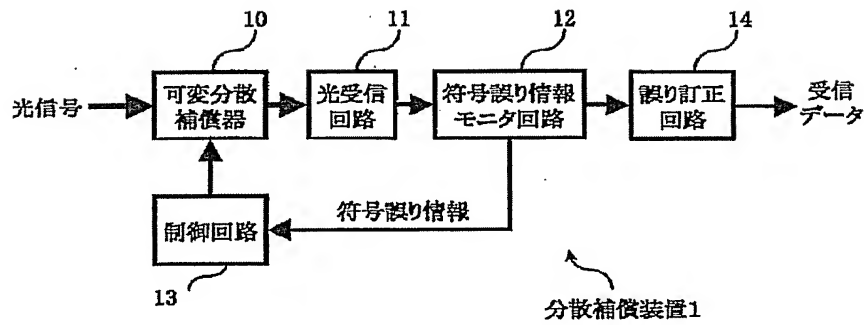 10
11
12
14
光信号
可変分散
補償器
光受信
回路
符号誤り情報
モニタ回路
誤り訂正
回路
受信
データ
制御回路
符号誤り情報
13
分散補償装置1